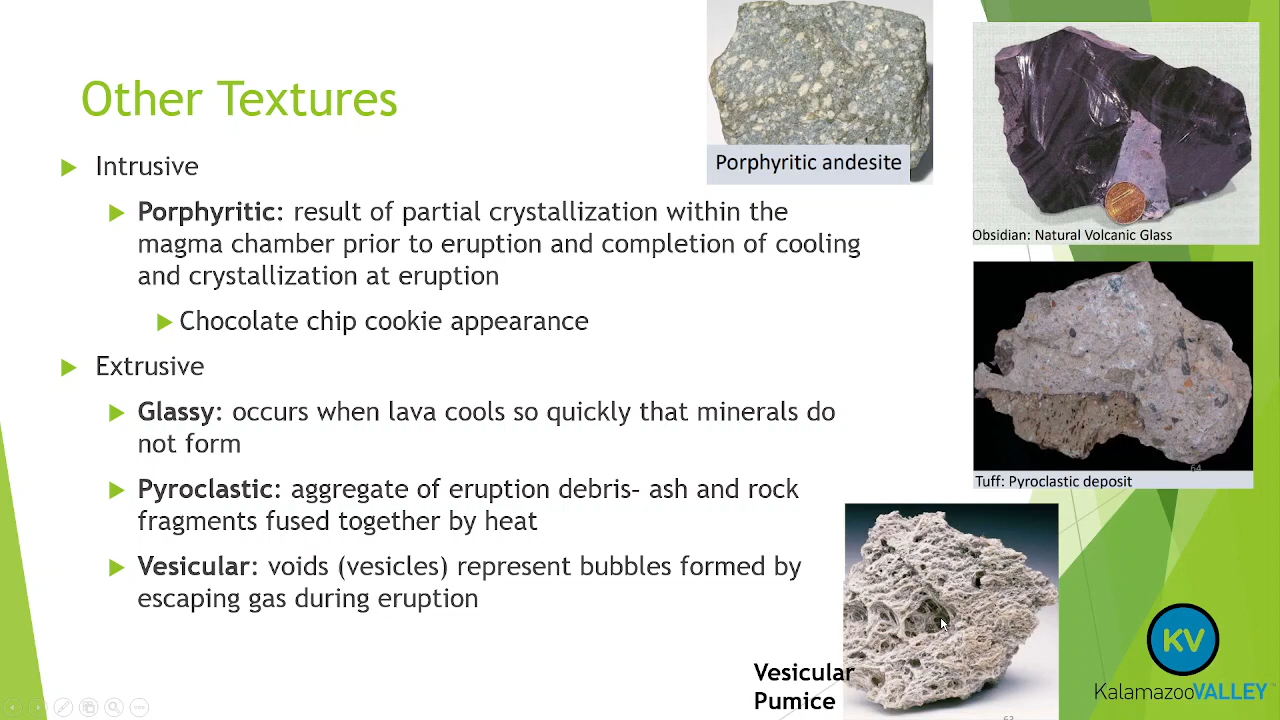 Other Textures
Intrusive
Porphyritic: result of partial crystallization within the
magma chamber prior to eruption and completion of cooling
and crystallization at eruption
Chocolate chip cookie appearance
Extrusive
Glassy: occurs when lava cools so quickly that minerals do
not form
Pyroclastic: aggregate of eruption debris– ash and rock
fragments fused together by heat
Vesicular: voids (vesicles) represent bubbles formed by
escaping gas during eruption
Porphyritic andesite
Obsidian: Natural Volcanic Glass
64
Tuff: Pyroclastic deposit
Vesicular
Pumice
63
KV
KalamazooVALLEY™